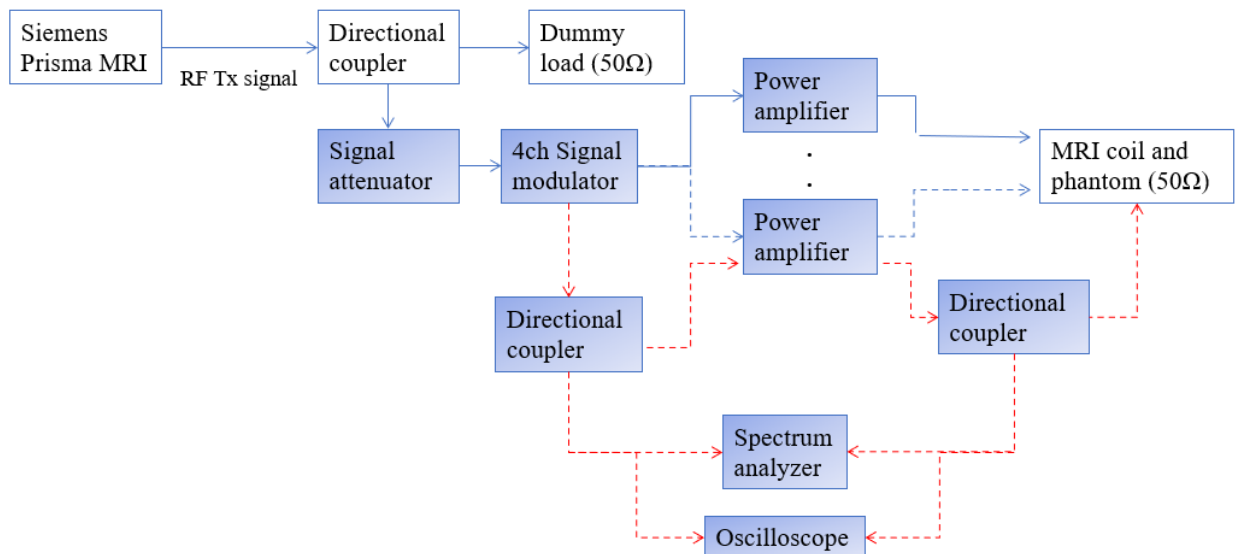 Siemens
Prisma MRI
RF Tx signal
Directional
coupler
Dummy
load (50Ω)
Signal
attenuator
4ch Signal
modulator
Power
amplifier
.
.
Power
amplifier
MRI coil and
phantom (50Ω)
Directional
coupler
Directional
coupler
Spectrum
analyzer
Oscilloscope